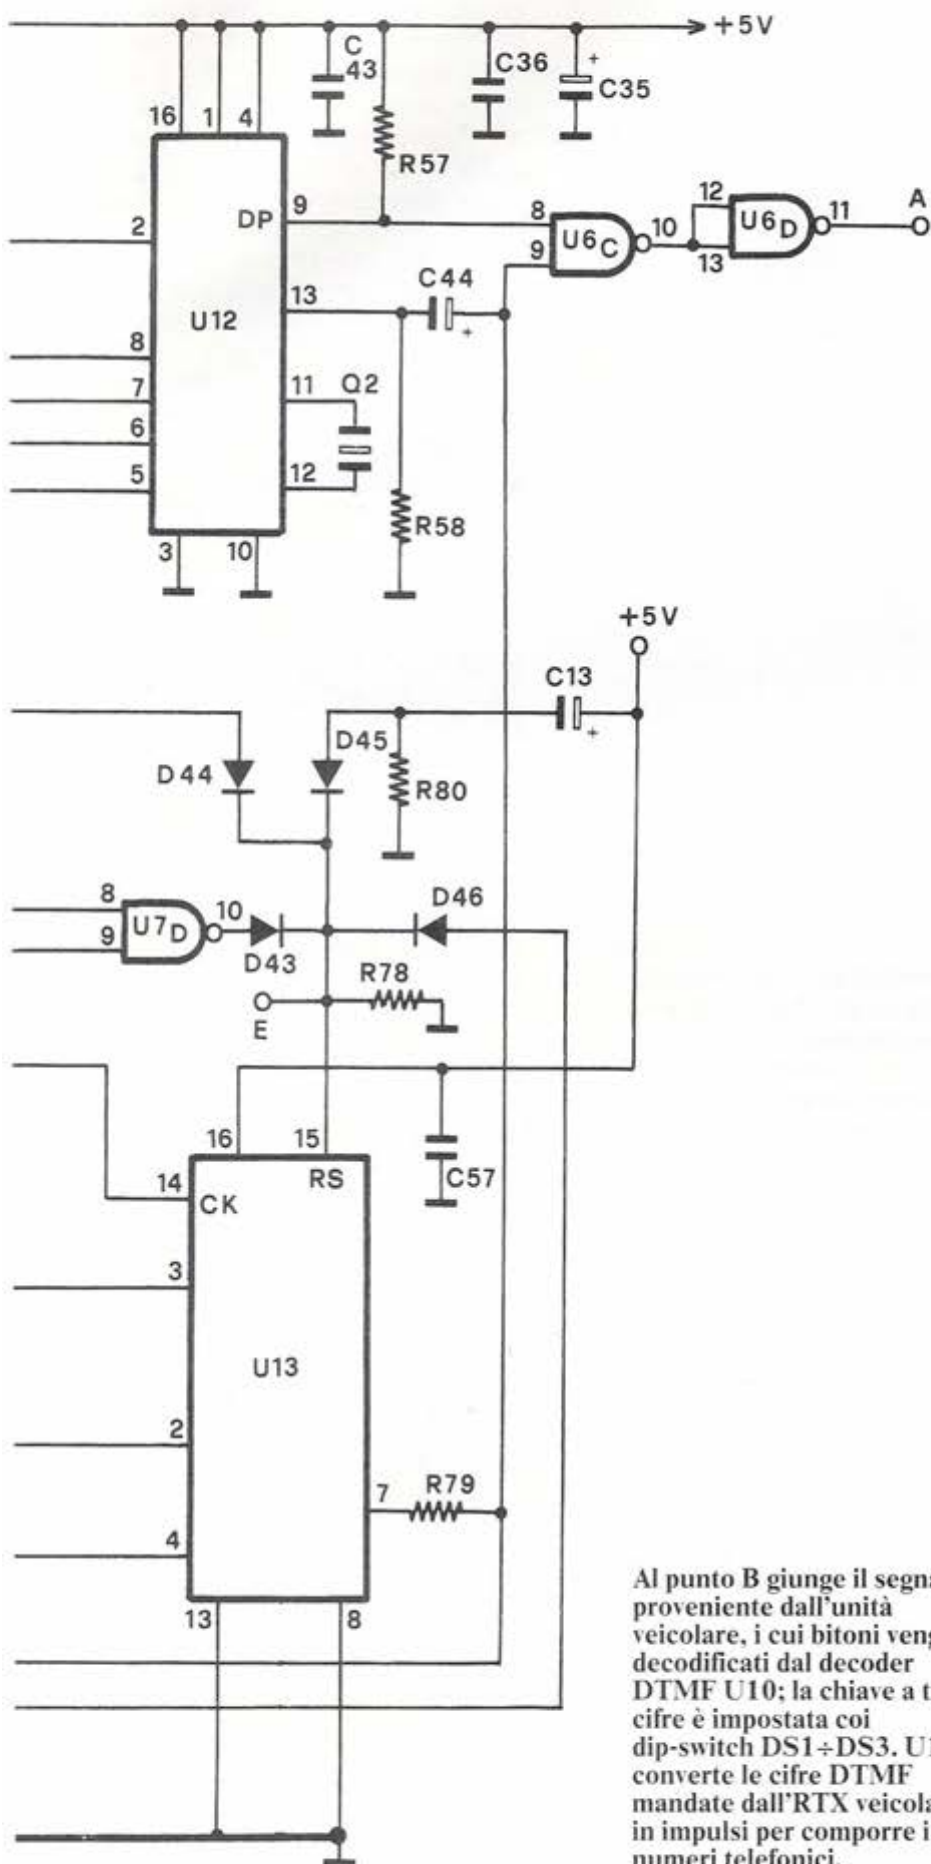 +5V
C
43
C36
+
C35
16
1
4
R57
DP
9
2
8
9
U6C
10
12
13
U6D
11
A
C44
+
13
U12
8
7
6
5
11
Q2
12
R58
3
10
+5V
C13
+
D44
D45
R80
8
9
U7D
10
D43
D46
R78
E
16
15
RS
C57
14
CK
3
U13
2
7
R79
4
13
8
Al punto B giunge il segna
proveniente dall'unità
veicolare, i cui bitoni veng
decodificati dal decoder
DTMF U10; la chiave a t
cifre è impostata coi
dip-switch DS1÷DS3. U1
converte le cifre DTMF
mandate dall'RTX veicola
in impulsi per comporre i
numeri telefonici.